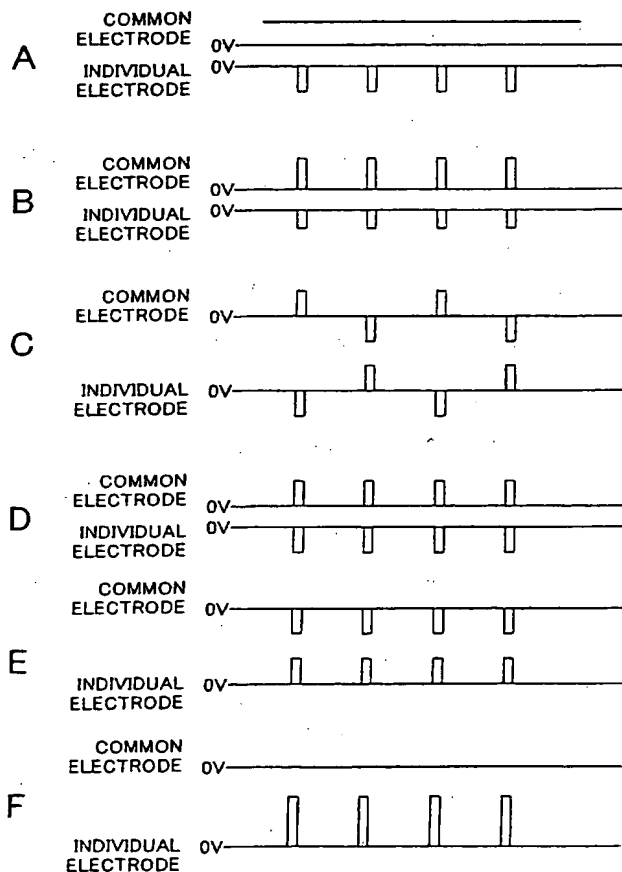 COMMON
ELECTRODE 0V
A
INDIVIDUAL 0V
ELECTRODE
COMMON
ELECTRODE 0V
B
INDIVIDUAL 0V
ELECTRODE
COMMON
ELECTRODE 0V
C
INDIVIDUAL 0V
ELECTRODE
COMMON
ELECTRODE 0V
D
INDIVIDUAL 0V
ELECTRODE
COMMON
ELECTRODE 0V
E
INDIVIDUAL 0V
ELECTRODE
COMMON
ELECTRODE 0V
F
INDIVIDUAL 0V
ELECTRODE